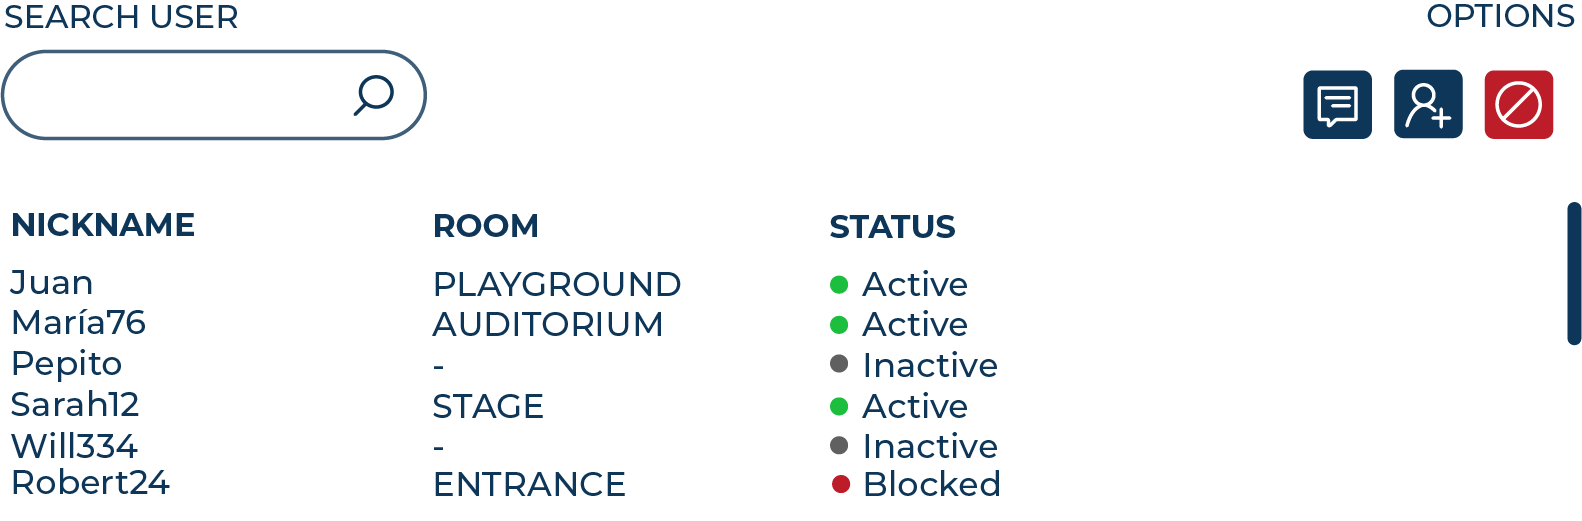 SEARCH USER OPTIONS
NICKNAME ROOM STATUS
Juan PLAYGROUND Active
María76 AUDITORIUM Active
Pepito - Inactive
Sarah12 STAGE Active
Will334 - Inactive
Robert24 ENTRANCE Blocked